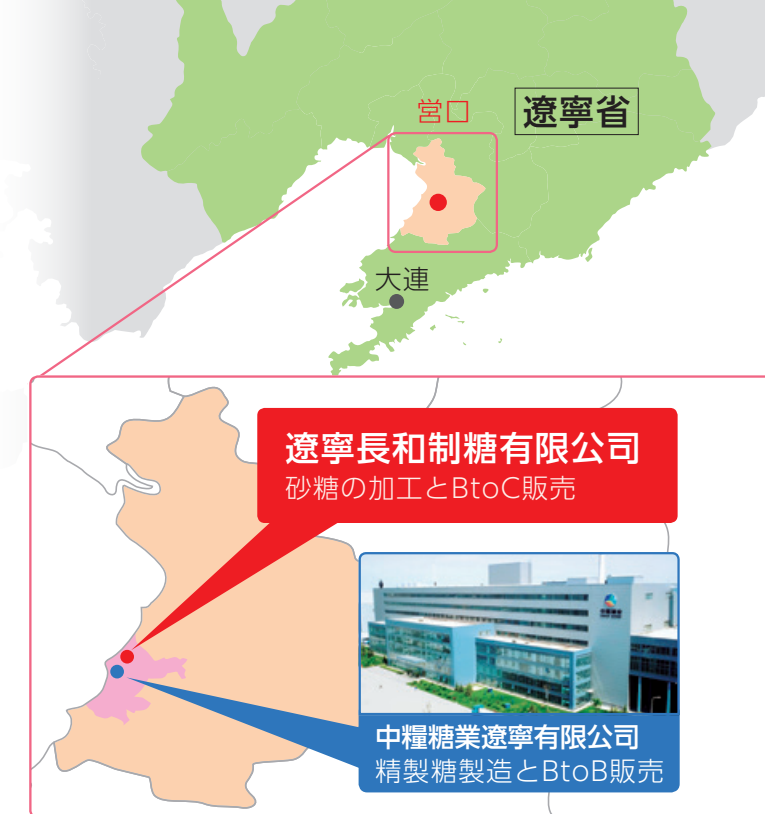 営口
遼寧省
大連
遼寧長和制糖有限公司
砂糖の加工とBtoC販売
中糧糖業遼寧有限公司
精製糖製造とBtoB販売